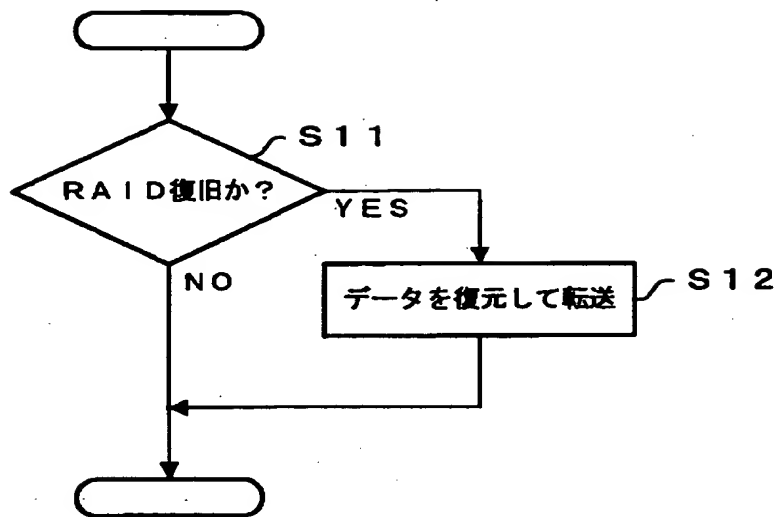 S11
RAID復旧か?
YES
NO
データを復元して転送
S12